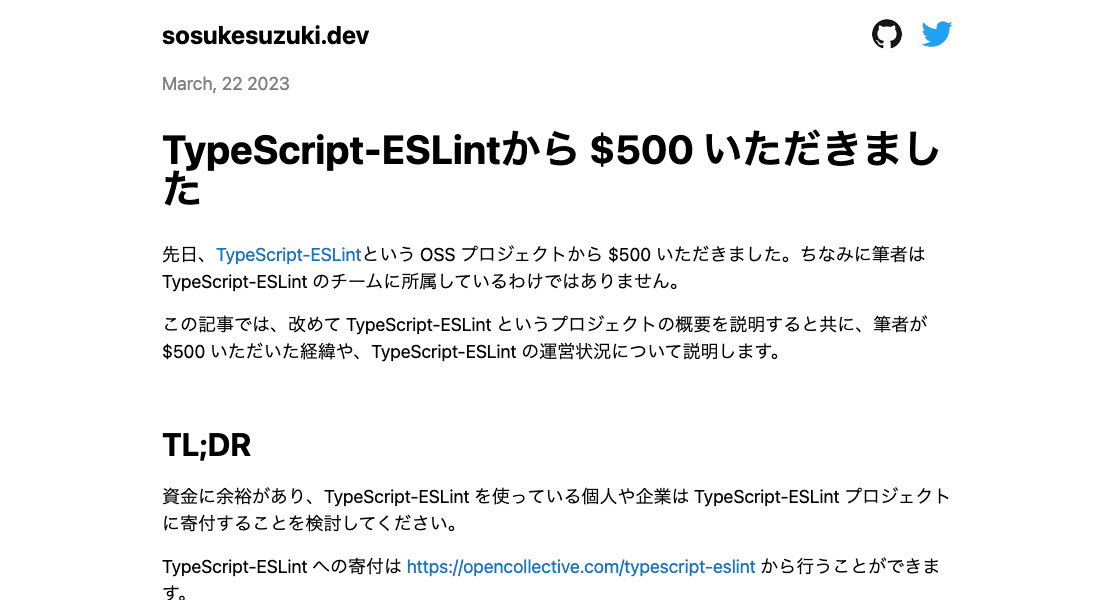 sosukesuzuki.dev
March, 22 2023
TypeScript-ESLintから $500 いただきまし
た
先日、TypeScript-ESLintという OSS プロジェクトから $500 いただきました。ちなみに筆者は
TypeScript-ESLint のチームに所属しているわけではありません。
この記事では、改めて TypeScript-ESLint というプロジェクトの概要を説明すると共に、筆者が
$500 いただいた経緯や、TypeScript-ESLint の運営状況について説明します。
TL;DR
資金に余裕があり、TypeScript-ESLint を使っている個人や企業は TypeScript-ESLint プロジェクト
に寄付することを検討してください。
TypeScript-ESLint への寄付は https://opencollective.com/typescript-eslint から行うことができま
す。